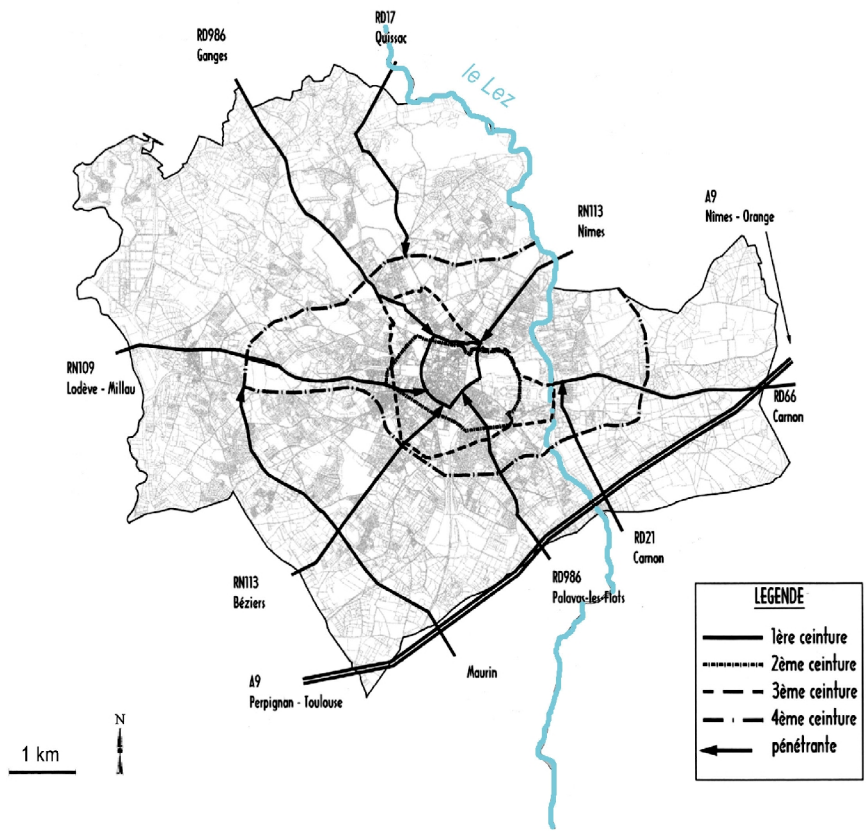 RD17
Quissac
RD986
Ganges
le Lez
A9
Nimes - Orange
RN113
Nimes
RN109
Lodève - Millau
RD66
Carnon
RD21
Carnon
RN113
Béziers
RD986
Palavas-les-Flots
Maurin
A9
Perpignan - Toulouse
LEGENDE
1ère ceinture
2ème ceinture
3ème ceinture
4ème ceinture
pénétrante
N
1 km